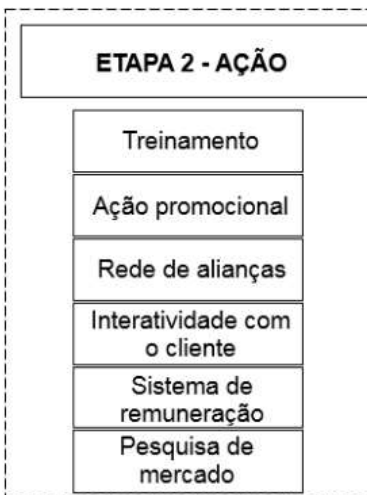 ETAPA 2 - AÇÃO
Treinamento
Ação promocional
Rede de alianças
Interatividade com
o cliente
Sistema de
remuneração
Pesquisa de
mercado